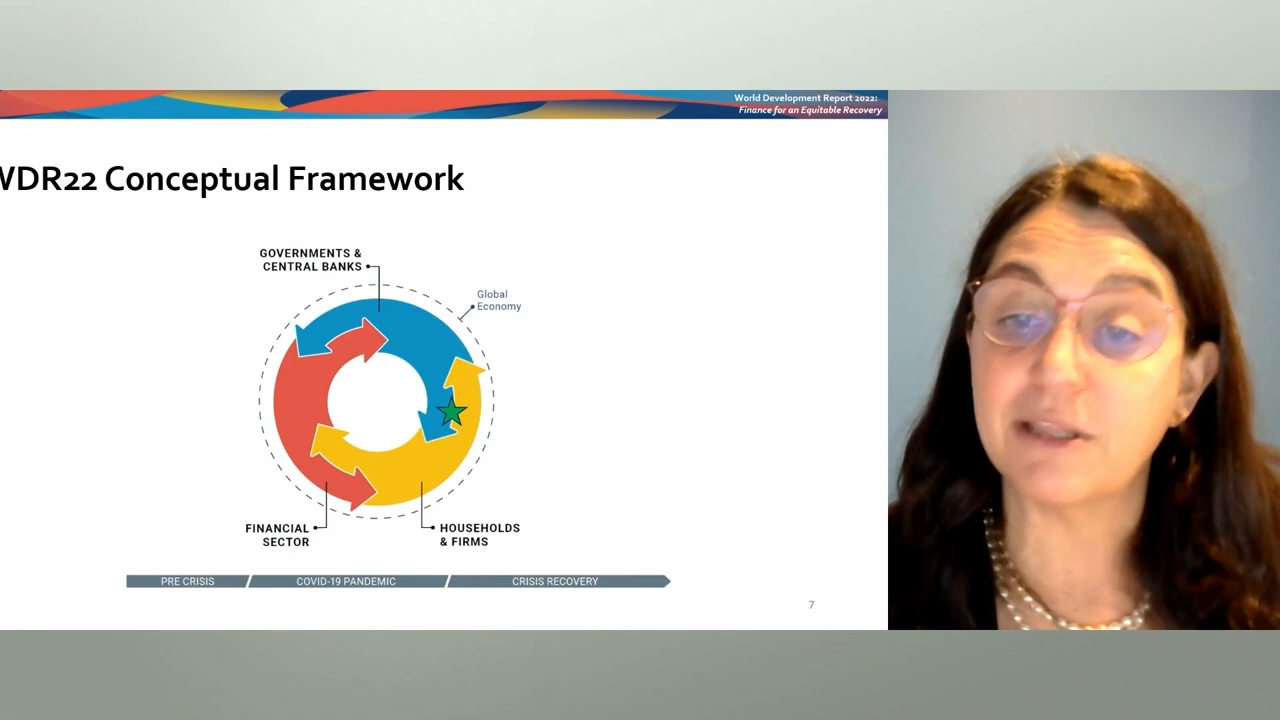 World Development Report 2022:
Finance for an Equitable Recovery
WDR22 Conceptual Framework
GOVERNMENTS &
CENTRAL BANKS
Global
Economy
FINANCIAL
SECTOR
HOUSEHOLDS
& FIRMS
PRE CRISIS
COVID-19 PANDEMIC
CRISIS RECOVERY
7